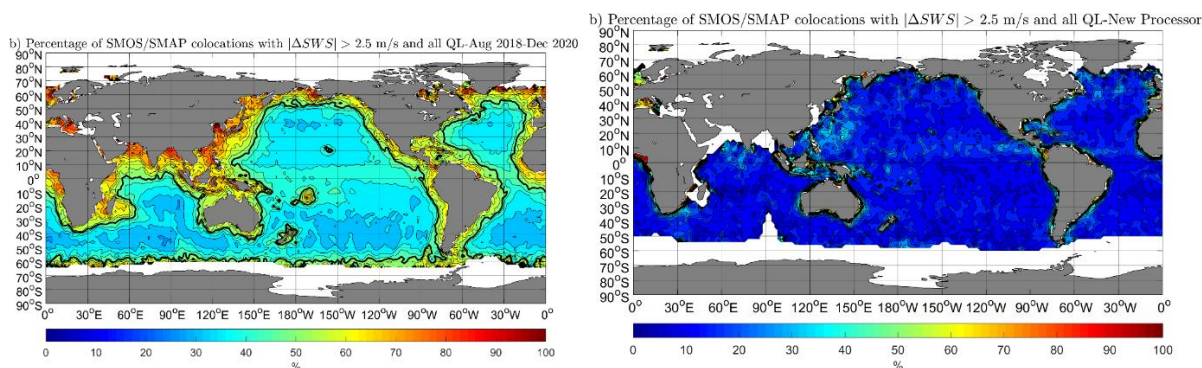 b) Percentage of SMOS/SMAP colocations with |ΔSWS| > 2.5 m/s and all QL-Aug 2018-Dec 2020
90°N
80°N
70°N
60°N
50°N
40°N
30°N
20°N
10°N
0°
10°S
20°S
30°S
40°S
50°S
60°S
70°S
80°S
90°S
0° 30°E 60°E 90°E 120°E 150°E 180°W 150°W 120°W 90°W 60°W 30°W 0°
0 10 20 30 40 50 60 70 80 90 100
%
b) Percentage of SMOS/SMAP colocations with |ΔSWS| > 2.5 m/s and all QL-New Processor
90°N
80°N
70°N
60°N
50°N
40°N
30°N
20°N
10°N
0°
10°S
20°S
30°S
40°S
50°S
60°S
70°S
80°S
90°S
0° 30°E 60°E 90°E 120°E 150°E 180°W 150°W 120°W 90°W 60°W 30°W 0°
0 10 20 30 40 50 60 70 80 90 100
%